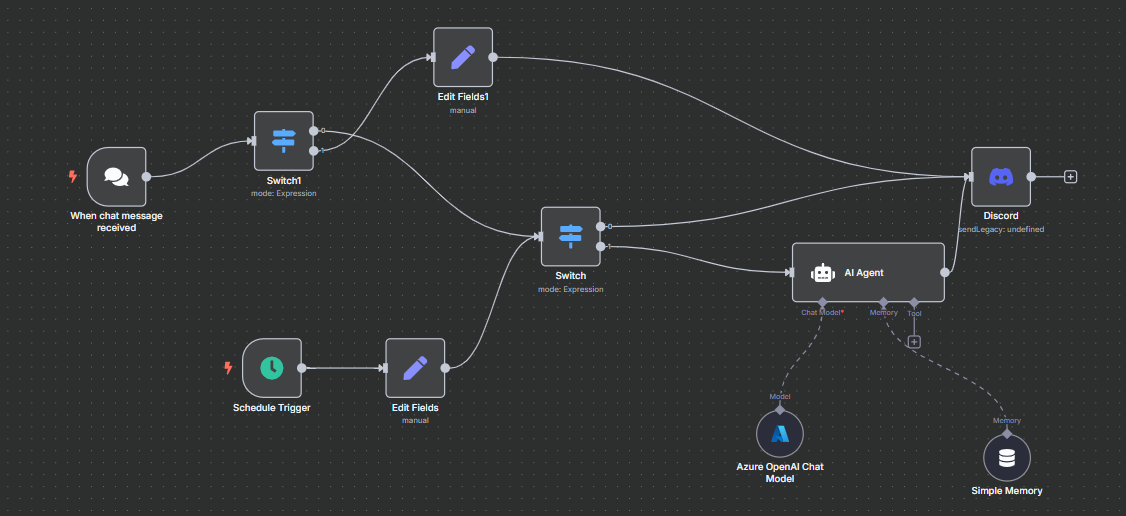 Edit Fields1
manual
0
1
Switch1
mode: Expression
When chat message
received
0
1
Switch
mode: Expression
Discord
sendLegacy: undefined
AI Agent
Chat Model*
Memory
Tool
Schedule Trigger
Edit Fields
manual
Model
Azure OpenAI Chat
Model
Memory
Simple Memory